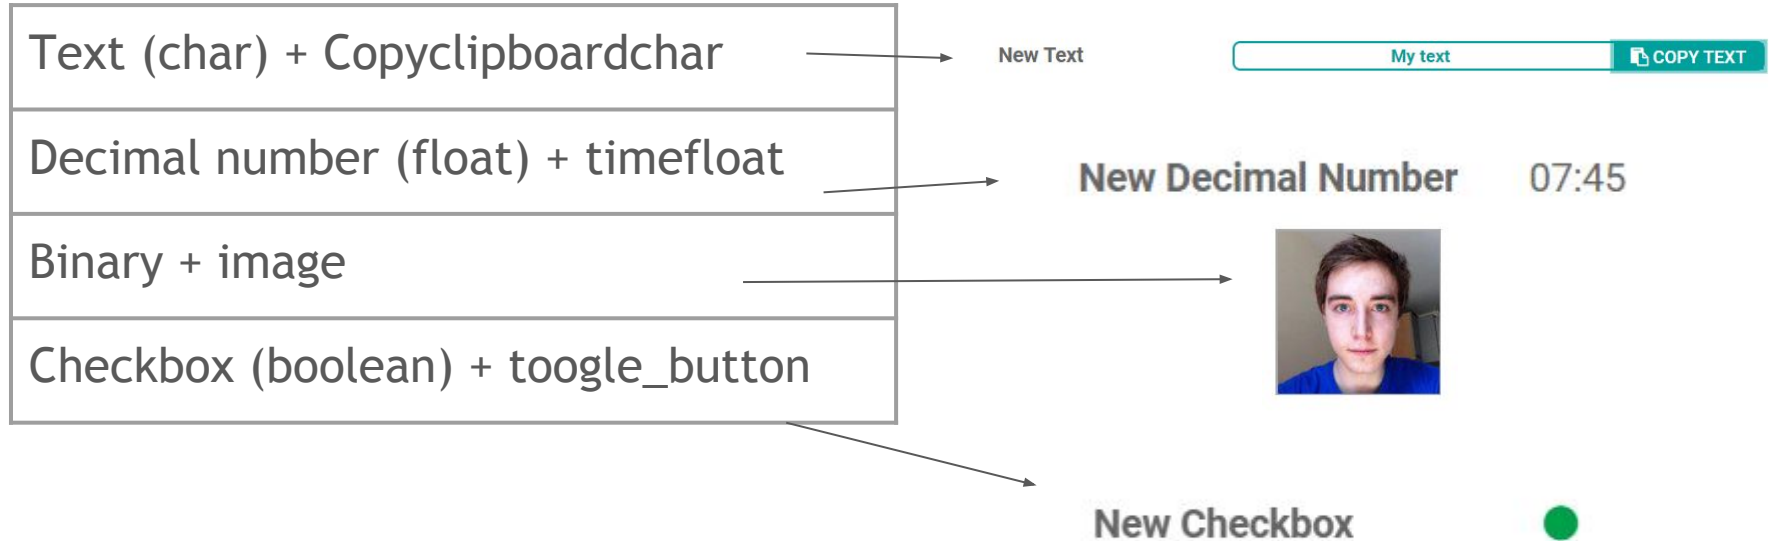 Text (char) + Copyclipboardchar
New Text
My text
COPY TEXT
Decimal number (float) + timefloat
New Decimal Number
07:45
Binary + image
Checkbox (boolean) + toogle_button
New Checkbox